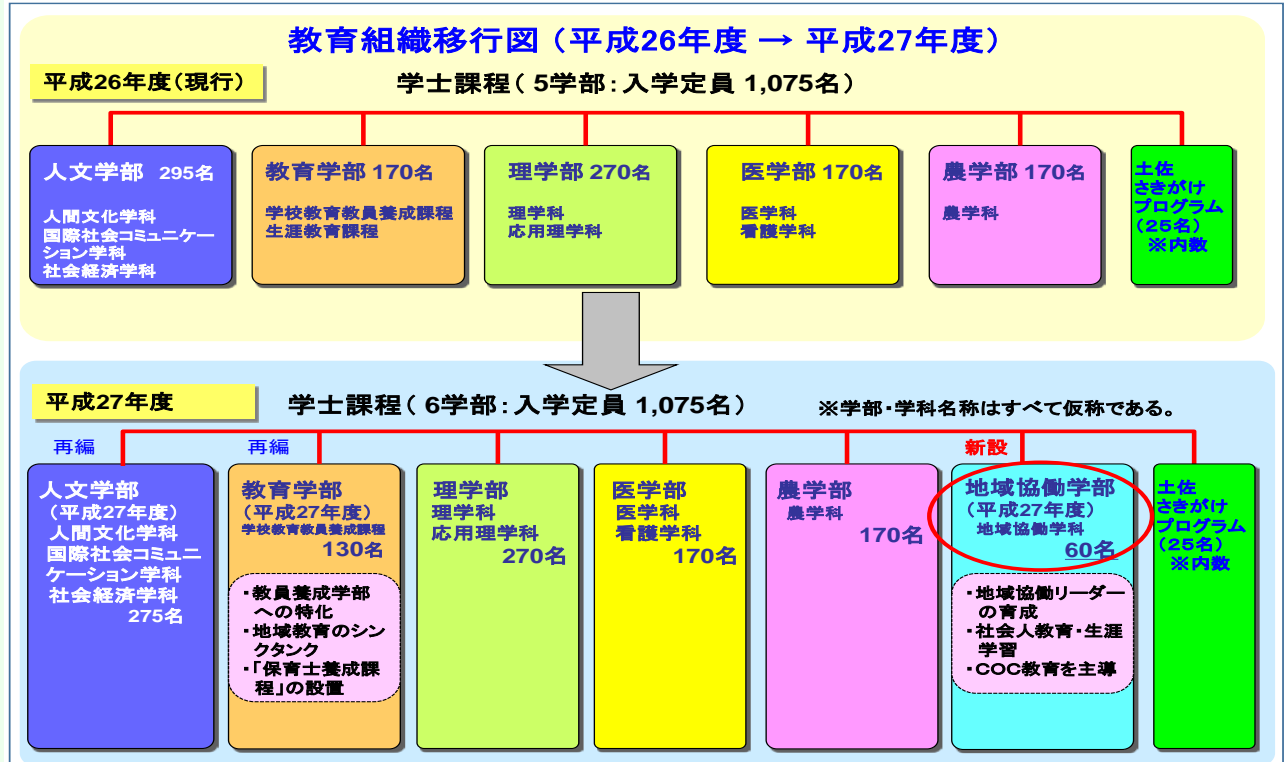 教育組織移行図（平成26年度 → 平成27年度）
平成26年度（現行）
学士課程（ 5学部：入学定員 1,075名）
人文学部 295名
人間文化学科
国際社会コミュニケー
ション学科
社会経済学科
教育学部 170名
学校教育教員養成課程
生涯教育課程
理学部 270名
理学科
応用理学科
医学部 170名
医学科
看護学科
農学部 170名
農学科
土佐
さきがけ
プログラム
（25名）
※内数
平成27年度
学士課程（ 6学部：入学定員 1,075名）
※学部・学科名称はすべて仮称である。
再編
人文学部
（平成27年度）
人間文化学科
国際社会コミュニ
ケーション学科
社会経済学科
275名
再編
教育学部
（平成27年度）
学校教育教員養成課程
130名
・教員養成学部
への特化
・地域教育のシン
クタンク
・「保育士養成課
程」の設置
理学部
理学科
応用理学科
270名
医学部
医学科
看護学科
170名
農学部
農学科
170名
新設
地域協働学部
（平成27年度）
地域協働学科
60名
・地域協働リーダー
の育成
・社会人教育・生涯
学習
・COC教育を主導
土佐
さきがけ
プログラム
（25名）
※内数